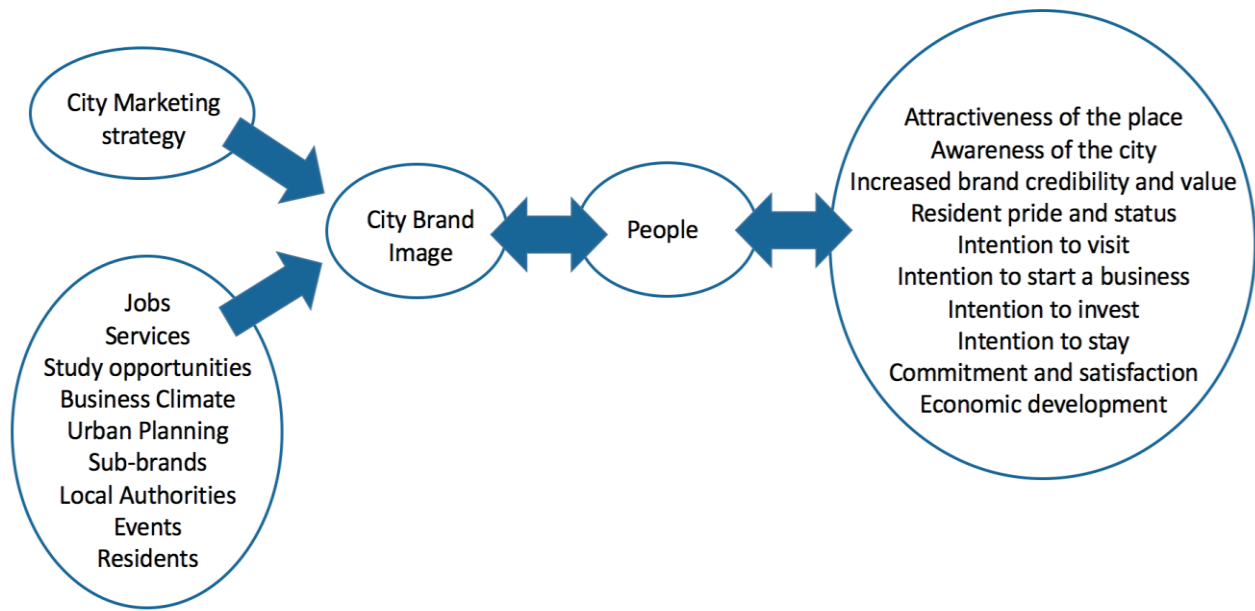 City Marketing
strategy
Jobs
Services
Study opportunities
Business Climate
Urban Planning
Sub-brands
Local Authorities
Events
Residents
City Brand
Image
People
Attractiveness of the place
Awareness of the city
Increased brand credibility and value
Resident pride and status
Intention to visit
Intention to start a business
Intention to invest
Intention to stay
Commitment and satisfaction
Economic development